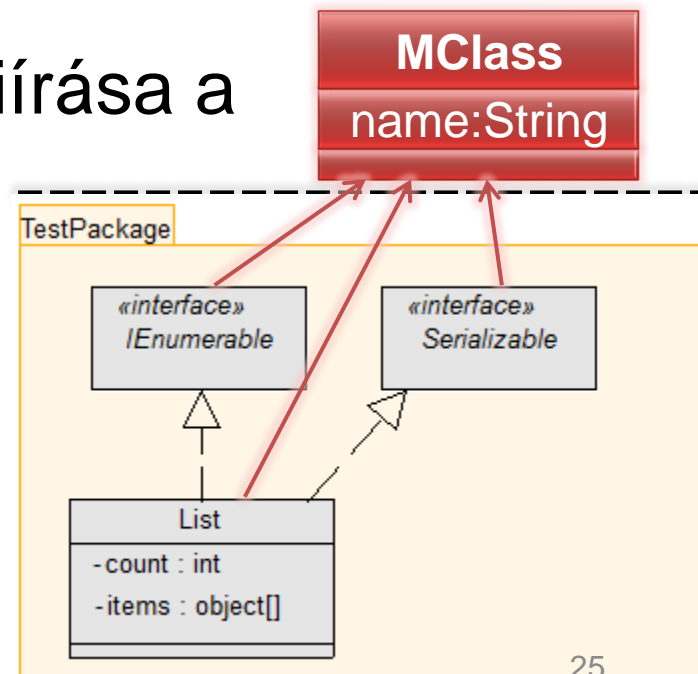 iírása a
MClass
name:String
TestPackage
«interface»
IEnumerable
«interface»
Serializable
List
-count : int
-items : object[]
25